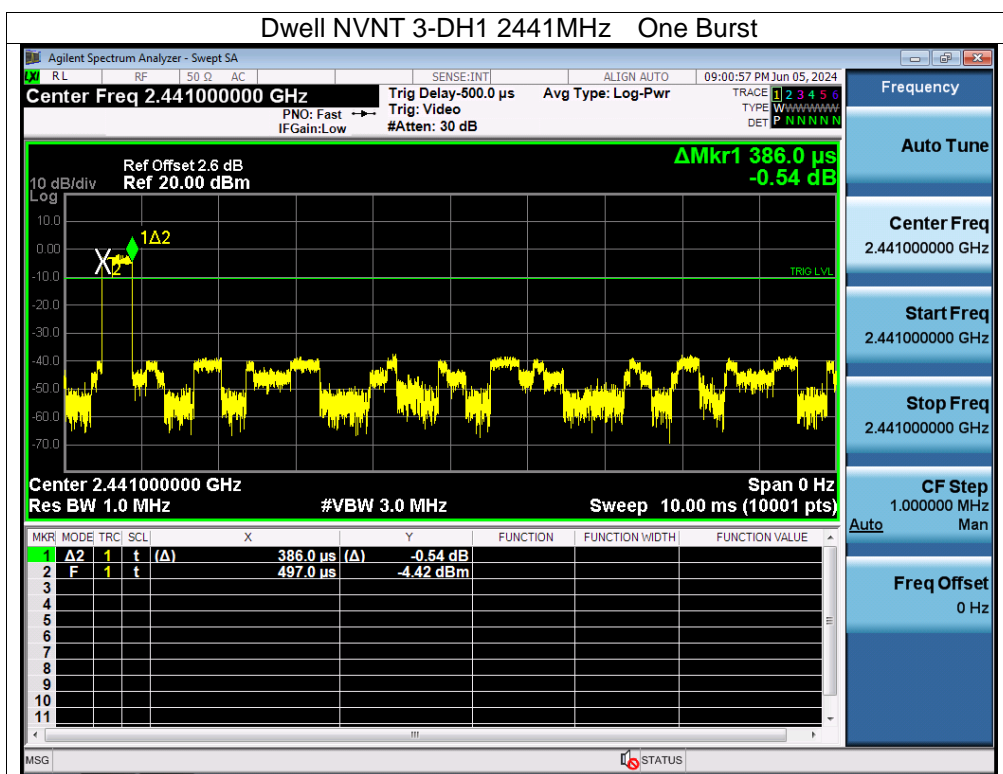 Dwell NVNT 3-DH1 2441MHz One Burst
Agilent Spectrum Analyzer - Swept SA
LXI RL RF 50 Ω AC SENSE:INT ALIGN AUTO 09:00:57 PM Jun 05, 2024
Center Freq 2.441000000 GHz Trig Delay-500.0 µs Avg Type: Log-Pwr TRACE 1 2 3 4 5 6
PNO: Fast Trig: Video TYPE WWWWWWW
IFGain:Low #Atten: 30 dB DET P N N N N N
Frequency
Auto Tune
Center Freq
2.441000000 GHz
Start Freq
2.441000000 GHz
Stop Freq
2.441000000 GHz
CF Step
1.000000 MHz
Auto Man
Freq Offset
0 Hz
ΔMkr1 386.0 µs
-0.54 dB
Ref Offset 2.6 dB
10 dB/div Ref 20.00 dBm
Log
10.0
0.00
-10.0
-20.0
-30.0
-40.0
-50.0
-60.0
-70.0
1Δ2
X2
TRIG LVL
Center 2.441000000 GHz Span 0 Hz
Res BW 1.0 MHz #VBW 3.0 MHz Sweep 10.00 ms (10001 pts)
MKR MODE TRC SCL X Y FUNCTION FUNCTION WIDTH FUNCTION VALUE
1 Δ2 1 t (Δ) 386.0 µs (Δ) -0.54 dB
2 F 1 t 497.0 µs -4.42 dBm
3
4
5
6
7
8
9
10
11
MSG STATUS